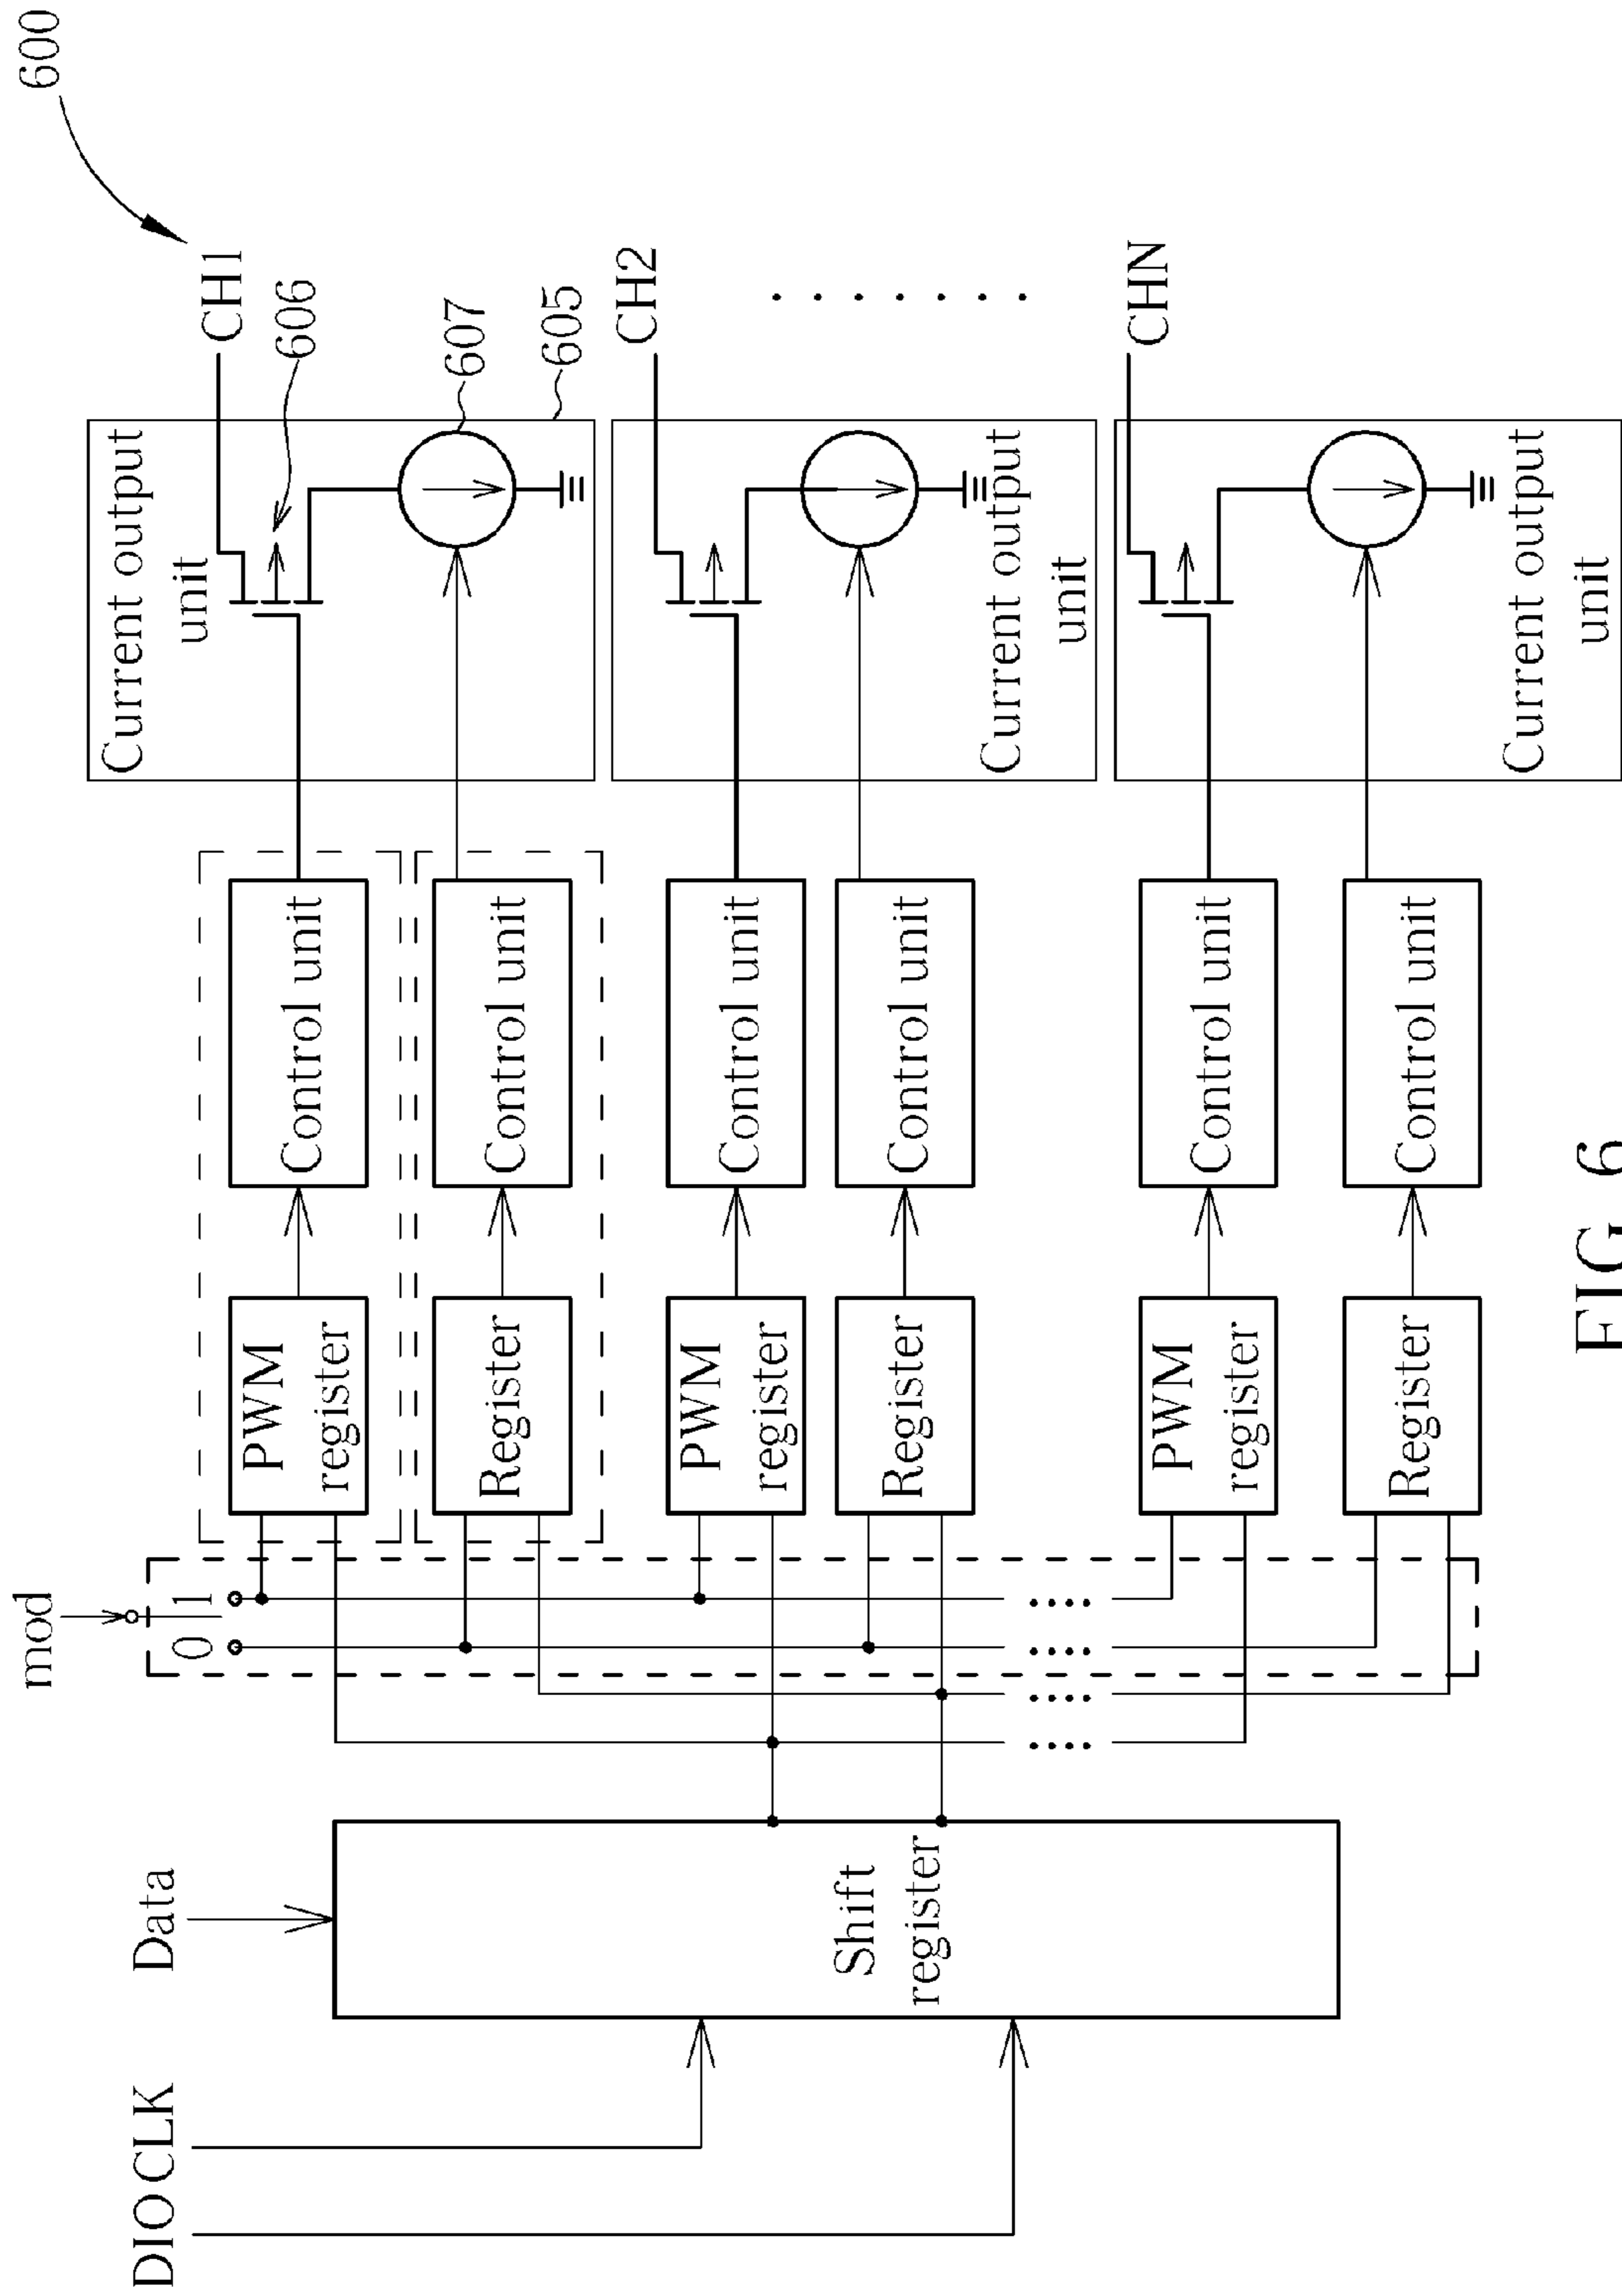 600
mod
0 1
Data
DIO CLK
Shift
register
PWM
register
Control unit
Register
Control unit
Current output
unit
CH1
606
607
605
PWM
register
Control unit
Register
Control unit
Current output
unit
CH2
PWM
register
Control unit
Register
Control unit
Current output
unit
CHN
FIG. 6